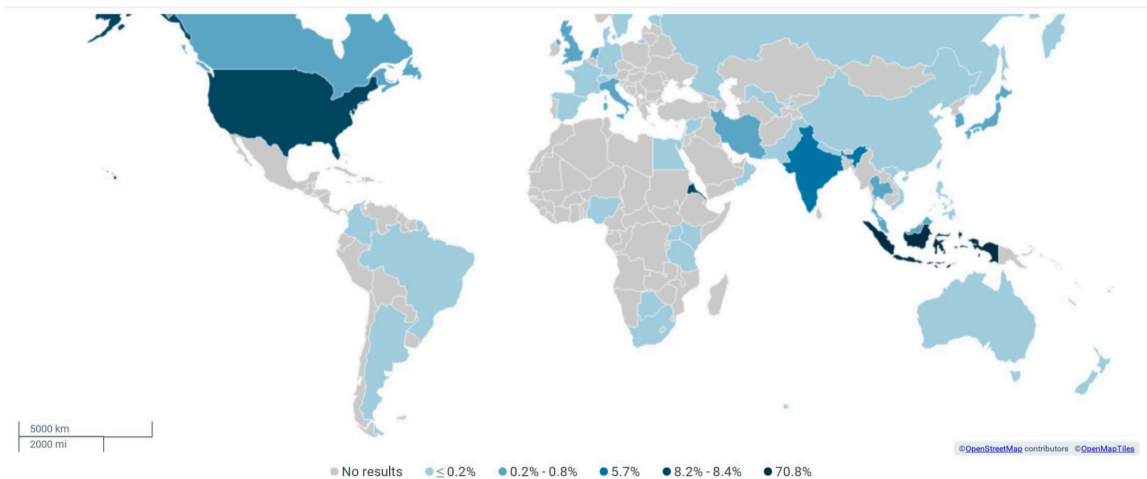 5000 km
2000 mi
©OpenStreetMap contributors ©OpenMapTiles
No results ≤ 0.2% 0.2% - 0.8% 5.7% 8.2% - 8.4% 70.8%